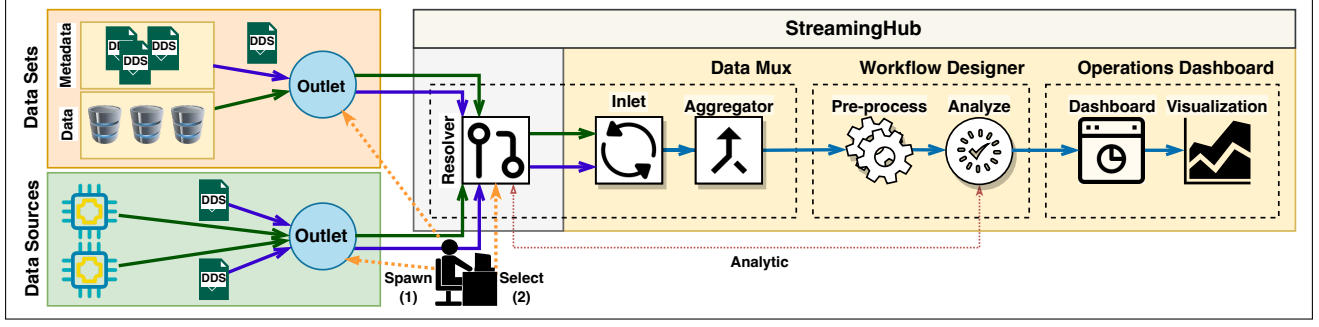 StreamingHub
Data Sets
Metadata
DDS
DDS
DDS
DDS
Data
Outlet
Data Sources
DDS
DDS
Outlet
Resolver
Data Mux
Inlet
Aggregator
Workflow Designer
Pre-process
Analyze
Operations Dashboard
Dashboard
Visualization
Spawn
(1)
Select
(2)
Analytic